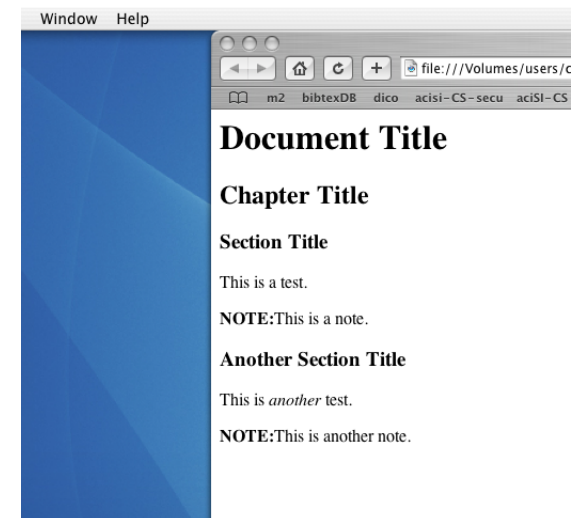 Window Help
file:///Volumes/users/c
m2 bibtexDB dico acisi-CS-secu aciSI-CS
Document Title
Chapter Title
Section Title
This is a test.
NOTE:This is a note.
Another Section Title
This is another test.
NOTE:This is another note.